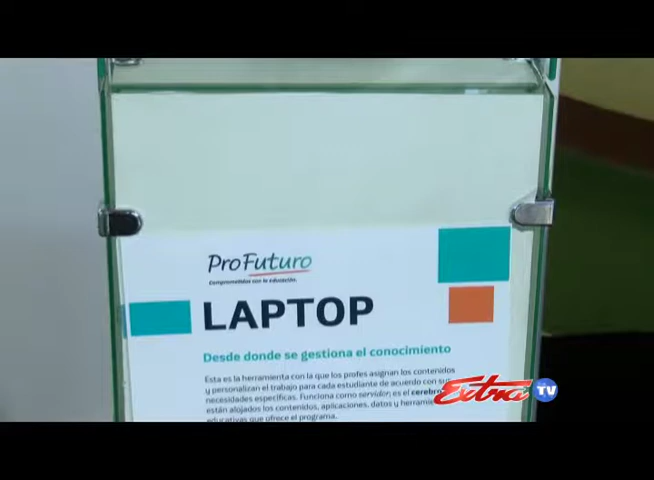 ProFuturo
Comprometidos con la educación.
LAPTOP
Desde donde se gestiona el conocimiento
Esta es la herramienta con la que los profes asignan los contenidos
y personalizan el trabajo para cada estudiante de acuerdo con sus
necesidades específicas. Funciona como servidor; es el cerebro
están alojados los contenidos, aplicaciones, datos y
educativas que ofrece el programa.
Extra TV